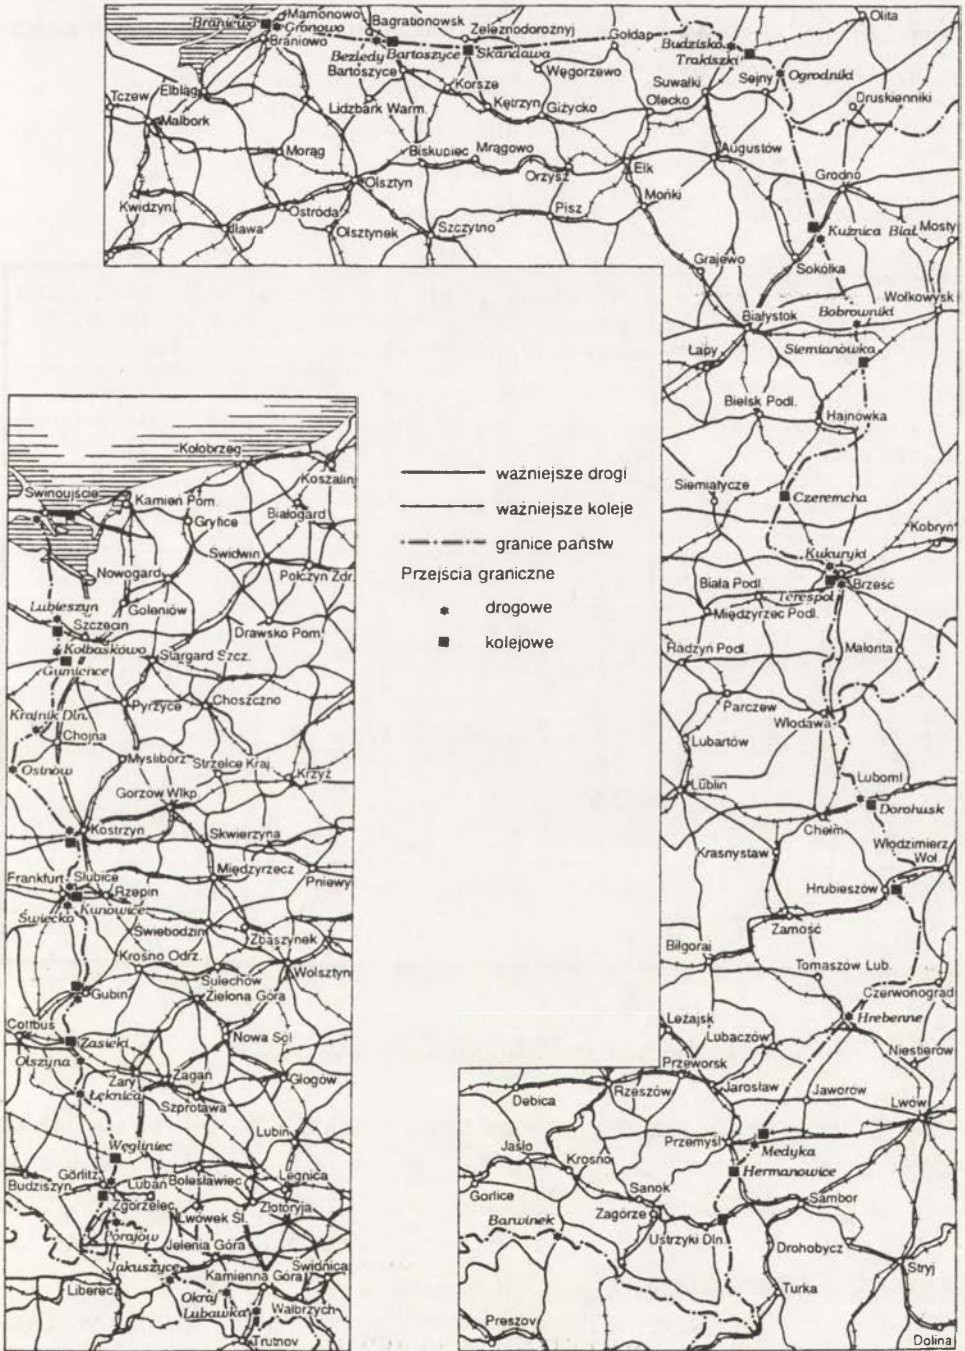 Braniewo
Mamonowo
Gronowo
Braniowo
Bagrationowsk
Bezledy
Bartoszyce
Bartoszyce
Żeleznodorożnyj
Skandawa
Gołdap
Węgorzewo
Budzisko
Trakiszki
Olita
Suwałki
Sejny
Ogrodniki
Druskienniki
Tczew
Elbląg
Malbork
Lidzbark Warm.
Korsze
Kętrzyn
Giżycko
Olecko
Morąg
Biskupiec
Mrągowo
Orzysz
Ełk
Augustów
Grodno
Kwidzyn
Olsztyn
Ostróda
Iława
Olsztynek
Szczytno
Pisz
Mońki
Kuźnica Biał.
Mosty
Grajewo
Sokółka
Wołkowysk
Białystok
Bobrowniki
Łapy
Siemianówka
Bielsk Podl.
Hajnówka
Siemiatycze
Czeremcha
Kobryń
Kukuryki
Biała Podl.
Terespol
Brześć
Międzyrzec Podl.
Radzyń Podl.
Małorita
Parczew
Włodawa
Lubartów
Lublin
Luboml
Dorohusk
Chełm
Krasnystaw
Włodzimierz
Woł.
Hrubieszów
Zamość
Biłgoraj
Tomaszów Lub.
Czerwonograd
Hrebenne
Leżajsk
Lubaczów
Niestierow
Przeworsk
Dębica
Rzeszów
Jarosław
Jaworów
Lwów
Przemyśl
Medyka
Jasło
Krosno
Hermanowice
Gorlice
Sanok
Sambor
Barwinek
Zagórze
Ustrzyki Dln.
Drohobycz
Stryj
Turka
Preszov
Dolina
ważniejsze drogi
ważniejsze koleje
granice państw
Przejścia graniczne
drogowe
kolejowe
Kołobrzeg
Koszalin
Świnoujście
Kamień Pom.
Gryfice
Białogard
Świdwin
Nowogard
Połczyn Zdr.
Lubieszyn
Goleniów
Szczecin
Drawsko Pom.
Kołbaskowo
Gumieńce
Stargard Szcz.
Pyrzyce
Choszczno
Krajnik Dln.
Chojna
Myślibórz
Strzelce Kraj.
Krzyż
Ostnów
Gorzów Wlkp.
Kostrzyn
Skwierzyna
Międzyrzecz
Pniewy
Frankfurt
Słubice
Rzepin
Kunowice
Świecko
Świebodzin
Zbąszynek
Krosno Odrz.
Sulechów
Wolsztyn
Gubin
Zielona Góra
Cottbus
Zasieki
Nowa Sól
Olszyna
Żary
Żagań
Głogów
Łęknica
Szprotawa
Lubin
Węgliniec
Görlitz
Budziszyn
Lubań
Bolesławiec
Legnica
Zgorzelec
Lwówek Śl.
Złotoryja
Porajów
Jelenia Góra
Jakuszyce
Świdnica
Liberec
Kamienna Góra
Okraj
Lubawka
Wałbrzych
Trutnov